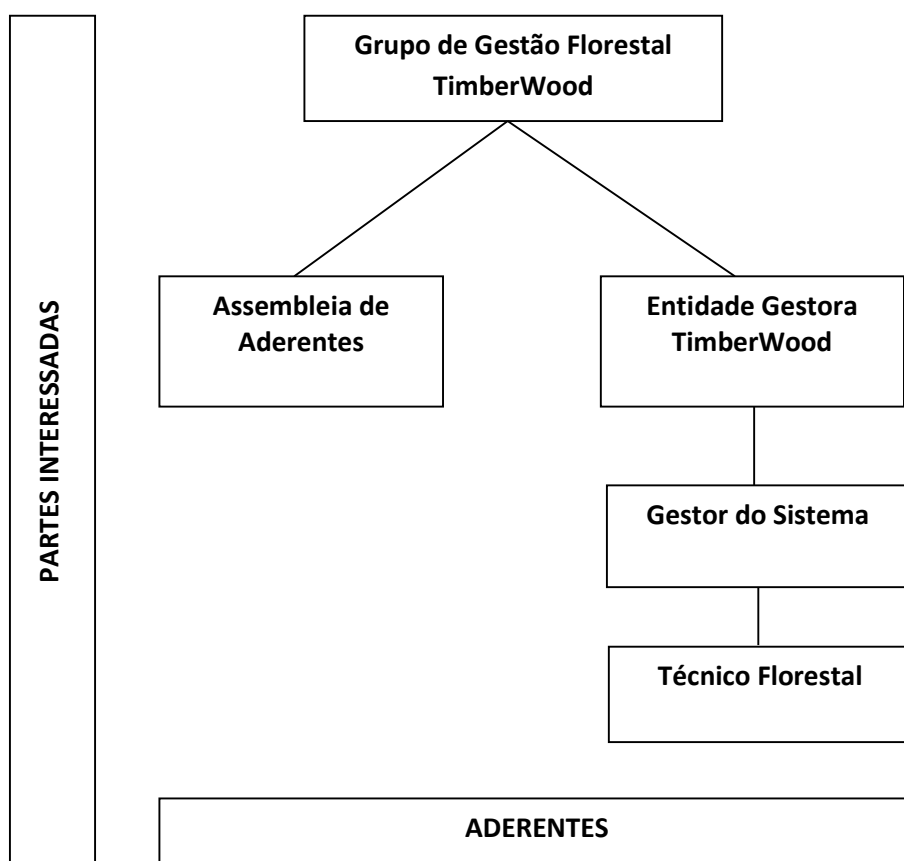 Grupo de Gestão Florestal
TimberWood
Assembleia de
Aderentes
Entidade Gestora
TimberWood
PARTES INTERESSADAS
Gestor do Sistema
Técnico Florestal
ADERENTES